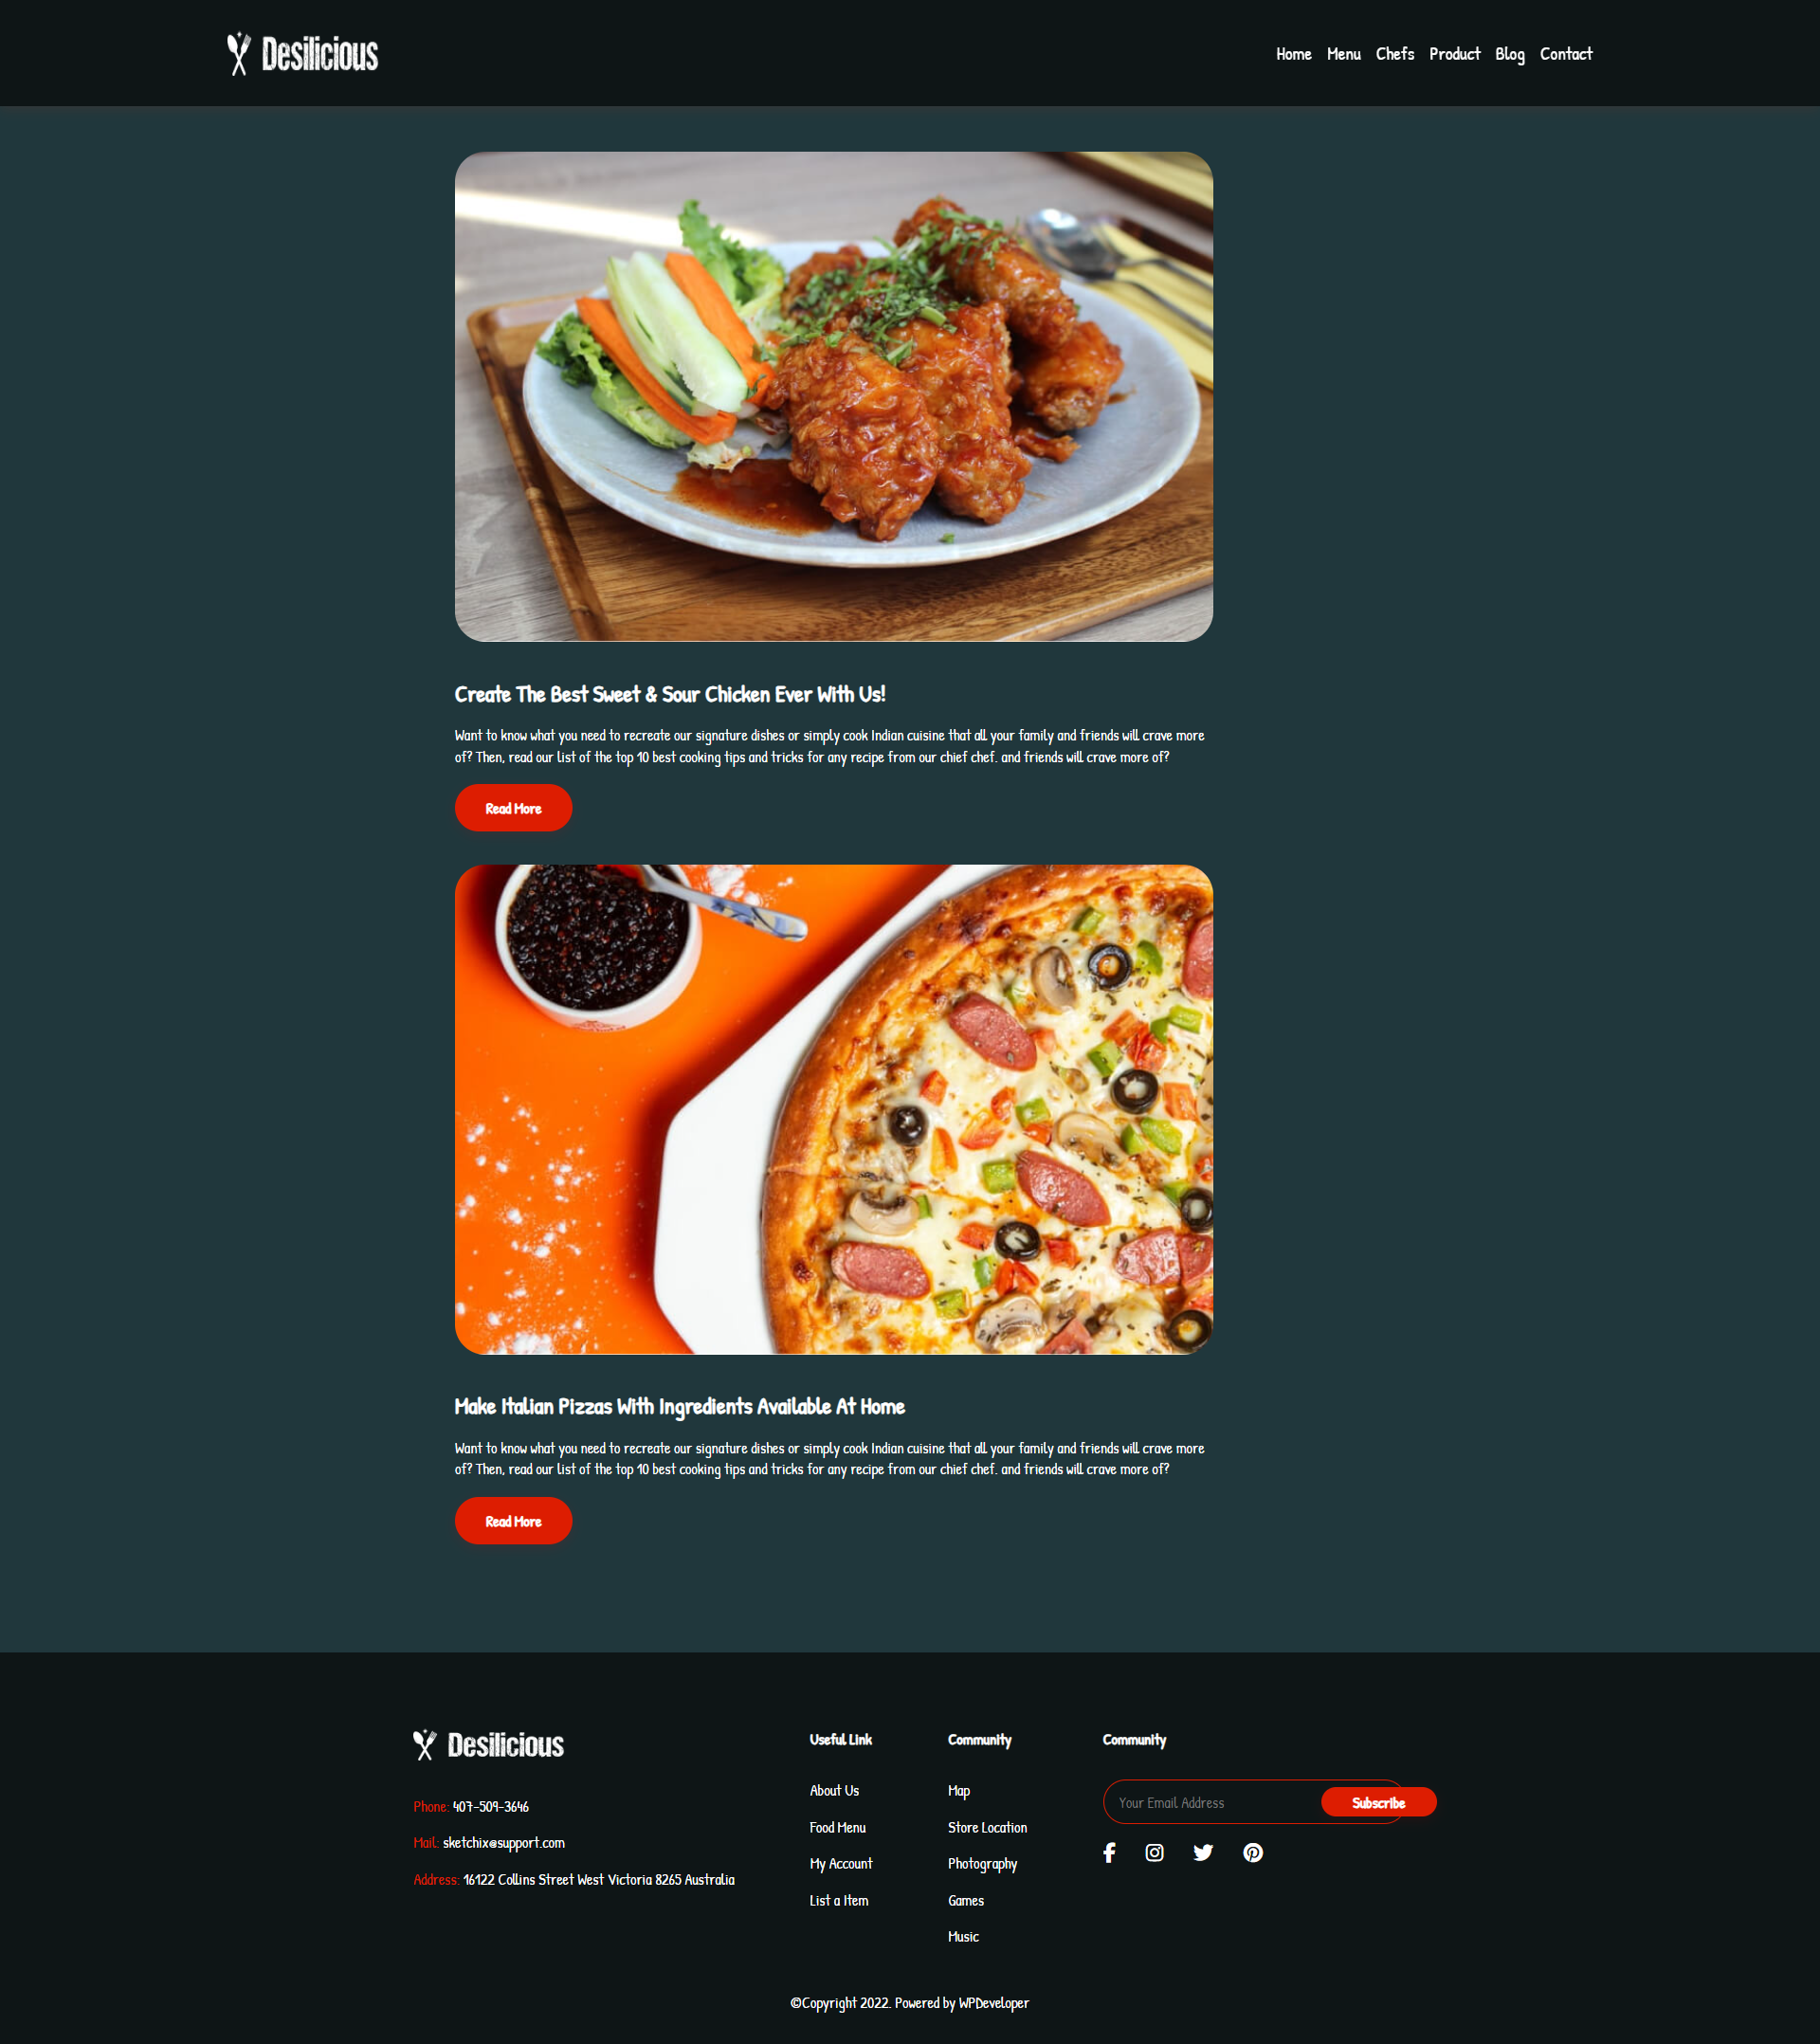 Desilicious
Home Menu Chefs Product Blog Contact
Create The Best Sweet & Sour Chicken Ever With Us!
Want to know what you need to recreate our signature dishes or simply cook Indian cuisine that all your family and friends will crave more
of? Then, read our list of the top 10 best cooking tips and tricks for any recipe from our chief chef. and friends will crave more of?
Read More
Make Italian Pizzas With Ingredients Available At Home
Want to know what you need to recreate our signature dishes or simply cook Indian cuisine that all your family and friends will crave more
of? Then, read our list of the top 10 best cooking tips and tricks for any recipe from our chief chef. and friends will crave more of?
Read More
Desilicious
Phone: 407-509-3646
Mail: sketchix@support.com
Address: 16122 Collins Street West Victoria 8265 Australia
Useful Link
About Us
Food Menu
My Account
List a Item
Community
Map
Store Location
Photography
Games
Music
Community
Your Email Address
Subscribe
©Copyright 2022. Powered by WPDeveloper